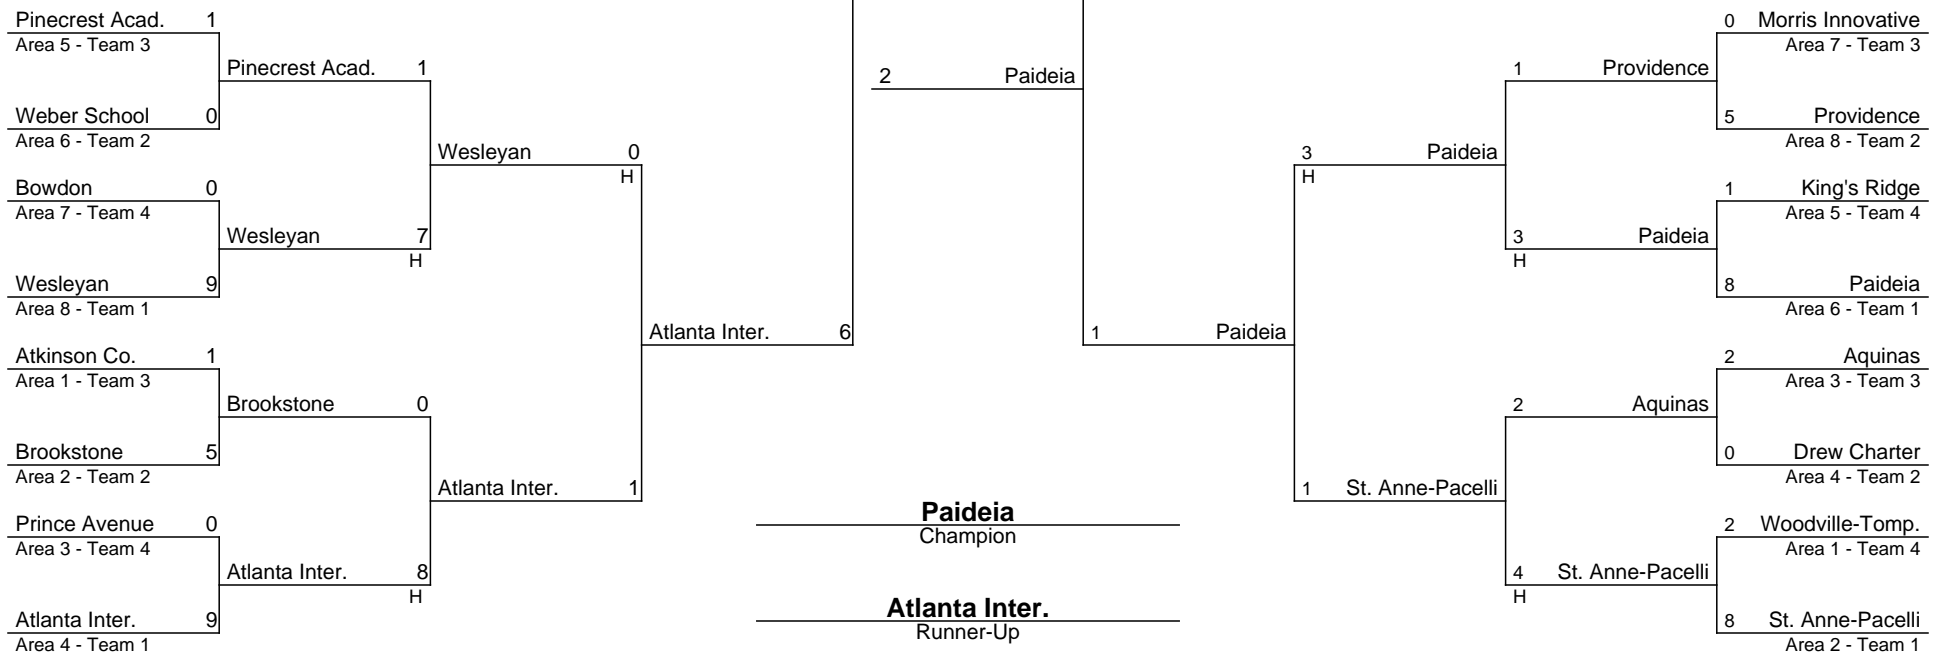 Pinecrest Acad. 1
Area 5 - Team 3
Pinecrest Acad. 1
Weber School 0
Area 6 - Team 2
Wesleyan 0
H
Bowdon 0
Area 7 - Team 4
Wesleyan 7
H
Wesleyan 9
Area 8 - Team 1
Atlanta Inter. 6
Atkinson Co. 1
Area 1 - Team 3
Brookstone 0
Brookstone 5
Area 2 - Team 2
Atlanta Inter. 1
Prince Avenue 0
Area 3 - Team 4
Atlanta Inter. 8
H
Atlanta Inter. 9
Area 4 - Team 1
2 Paideia
Paideia
Champion
Atlanta Inter.
Runner-Up
0 Morris Innovative
Area 7 - Team 3
1 Providence
5 Providence
Area 8 - Team 2
3 Paideia
H
1 King's Ridge
Area 5 - Team 4
3 Paideia
H
8 Paideia
Area 6 - Team 1
1 Paideia
2 Aquinas
Area 3 - Team 3
2 Aquinas
0 Drew Charter
Area 4 - Team 2
1 St. Anne-Pacelli
2 Woodville-Tomp.
Area 1 - Team 4
4 St. Anne-Pacelli
H
8 St. Anne-Pacelli
Area 2 - Team 1